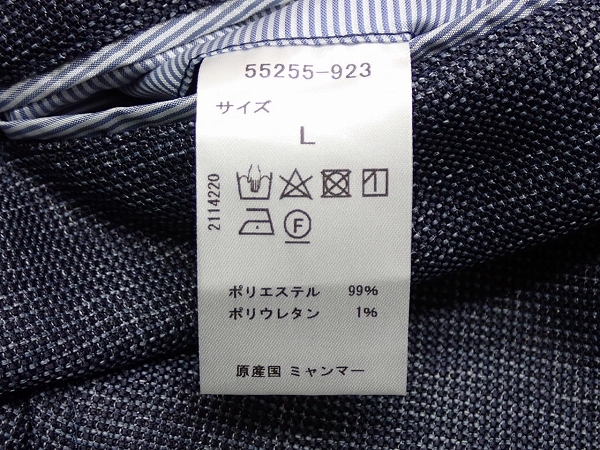 55255-923
サイズ
L
2114220
F
ポリエステル 99%
ポリウレタン 1%
原産国 ミャンマー